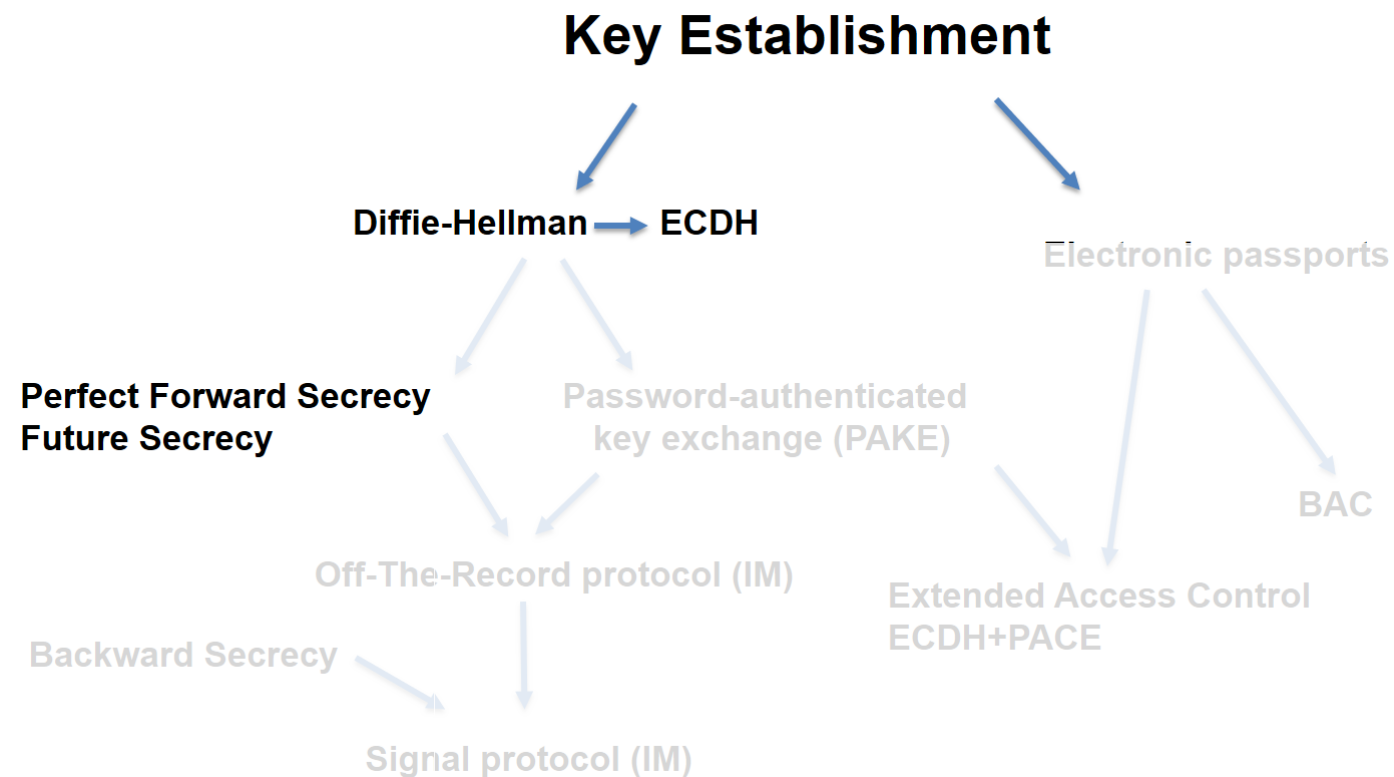 Key Establishment
Diffie-Hellman
ECDH
Electronic passports
Perfect Forward Secrecy
Future Secrecy
Password-authenticated
key exchange (PAKE)
BAC
Off-The-Record protocol (IM)
Extended Access Control
ECDH+PACE
Backward Secrecy
Signal protocol (IM)